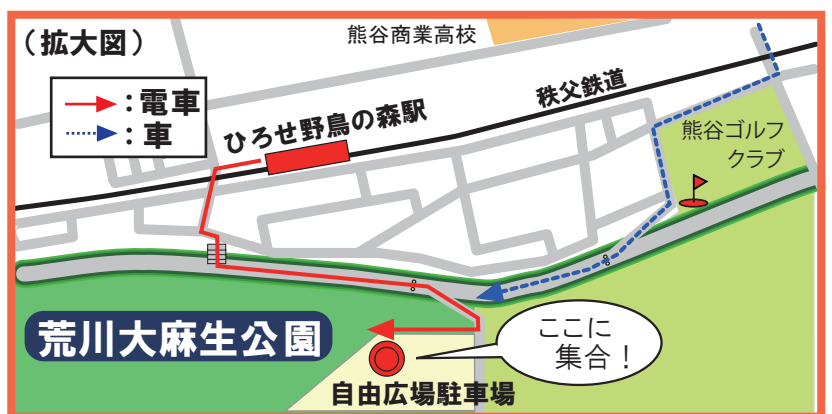 （拡大図）
熊谷商業高校
：電車
：車
秩父鉄道
ひろせ野鳥の森駅
熊谷ゴルフ
クラブ
荒川大麻生公園
ここに
集合！
自由広場駐車場